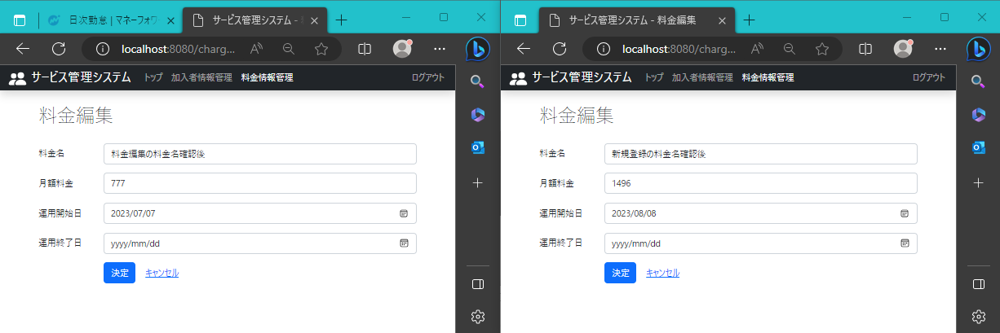 日次勤怠 | マネーフォワー
サービス管理システム - 料
localhost:8080/charg...
サービス管理システム トップ 加入者情報管理 料金情報管理 ログアウト
料金編集
料金名 料金編集の料金名確認後
月額料金 777
運用開始日 2023/07/07
運用終了日 yyyy/mm/dd
決定 キャンセル
サービス管理システム - 料金編集
localhost:8080/charg...
サービス管理システム トップ 加入者情報管理 料金情報管理 ログアウト
料金編集
料金名 新規登録の料金名確認後
月額料金 1496
運用開始日 2023/08/08
運用終了日 yyyy/mm/dd
決定 キャンセル